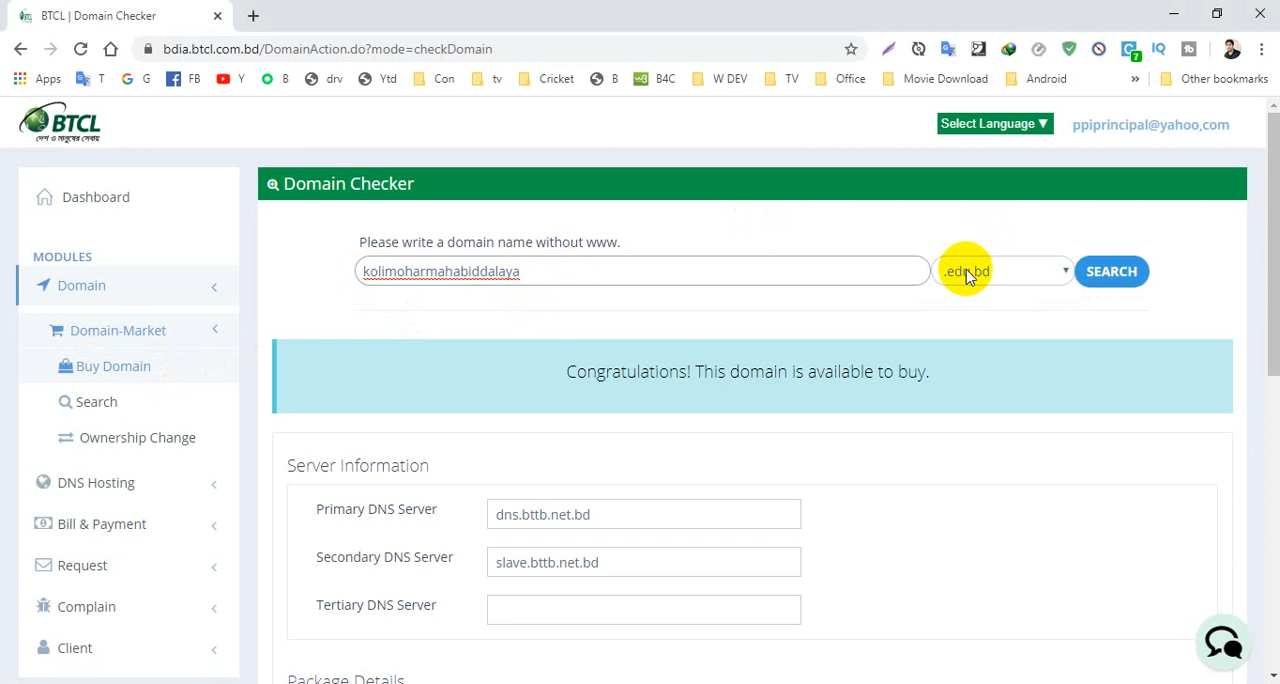 BTCL | Domain Checker
bdia.btcl.com.bd/DomainAction.do?mode=checkDomain
7
Apps T G FB Y B drv Ytd Con tv Cricket B B4C W DEV TV Office Movie Download Android » Other bookmarks
BTCL
দেশ ও মানুষের সেবায়
Select Language ▼
ppiprincipal@yahoo,com
Dashboard
MODULES
Domain
Domain-Market
Buy Domain
Search
Ownership Change
DNS Hosting
Bill & Payment
Request
Complain
Client
Domain Checker
Please write a domain name without www.
kolimoharmahabiddalaya
.edu.bd
SEARCH
Congratulations! This domain is available to buy.
Server Information
Primary DNS Server
dns.bttb.net.bd
Secondary DNS Server
slave.bttb.net.bd
Tertiary DNS Server
Package Details